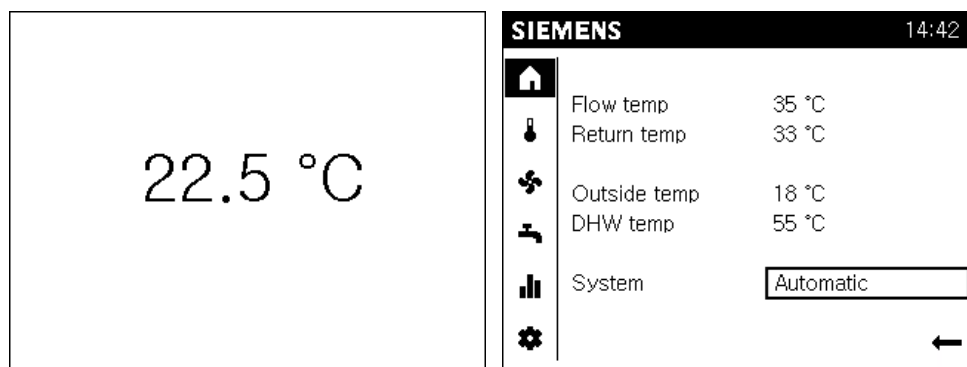 22.5 °C
SIEMENS 14:42
Flow temp 35 °C
Return temp 33 °C
Outside temp 18 °C
DHW temp 55 °C
System Automatic